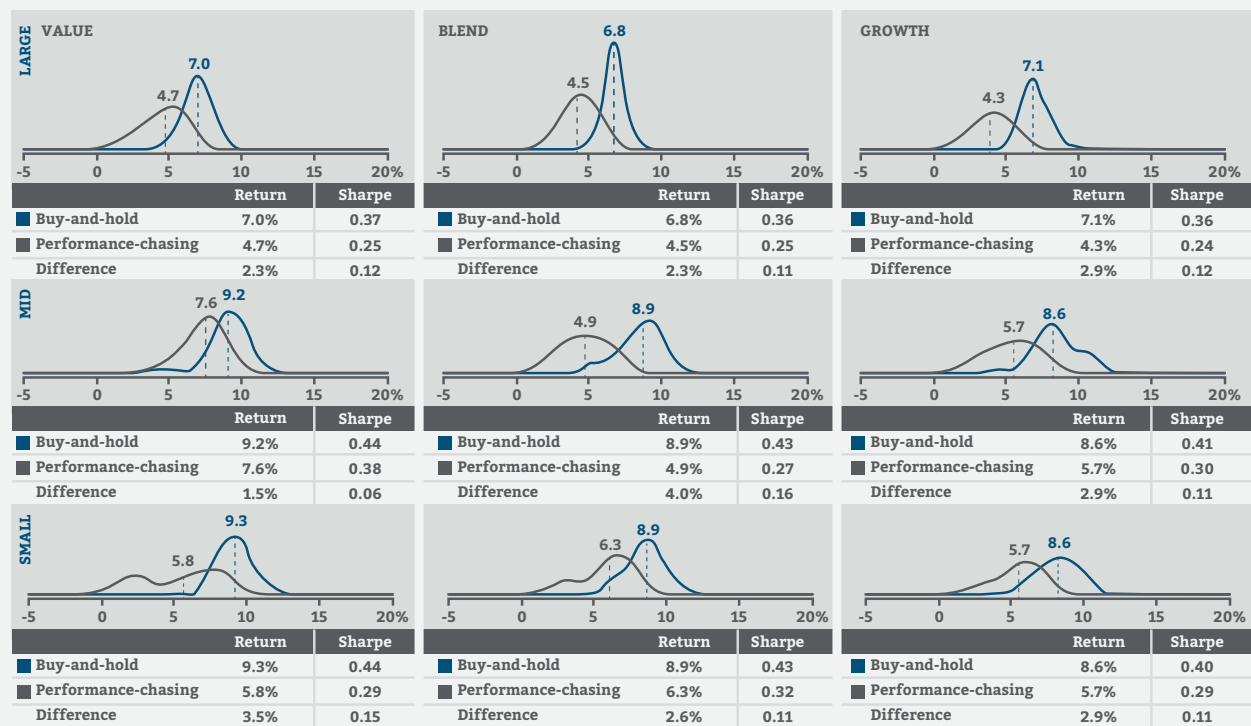 LARGE
VALUE
7.0
4.7
-5 0 5 10 15 20%
Return Sharpe
Buy-and-hold 7.0% 0.37
Performance-chasing 4.7% 0.25
Difference 2.3% 0.12
BLEND
6.8
4.5
-5 0 5 10 15 20%
Return Sharpe
Buy-and-hold 6.8% 0.36
Performance-chasing 4.5% 0.25
Difference 2.3% 0.11
GROWTH
7.1
4.3
-5 0 5 10 15 20%
Return Sharpe
Buy-and-hold 7.1% 0.36
Performance-chasing 4.3% 0.24
Difference 2.9% 0.12
MID
7.6 9.2
-5 0 5 10 15 20%
Return Sharpe
Buy-and-hold 9.2% 0.44
Performance-chasing 7.6% 0.38
Difference 1.5% 0.06
8.9
4.9
-5 0 5 10 15 20%
Return Sharpe
Buy-and-hold 8.9% 0.43
Performance-chasing 4.9% 0.27
Difference 4.0% 0.16
8.6
5.7
-5 0 5 10 15 20%
Return Sharpe
Buy-and-hold 8.6% 0.41
Performance-chasing 5.7% 0.30
Difference 2.9% 0.11
SMALL
9.3
5.8
-5 0 5 10 15 20%
Return Sharpe
Buy-and-hold 9.3% 0.44
Performance-chasing 5.8% 0.29
Difference 3.5% 0.15
8.9
6.3
-5 0 5 10 15 20%
Return Sharpe
Buy-and-hold 8.9% 0.43
Performance-chasing 6.3% 0.32
Difference 2.6% 0.11
8.6
5.7
-5 0 5 10 15 20%
Return Sharpe
Buy-and-hold 8.6% 0.40
Performance-chasing 5.7% 0.29
Difference 2.9% 0.11